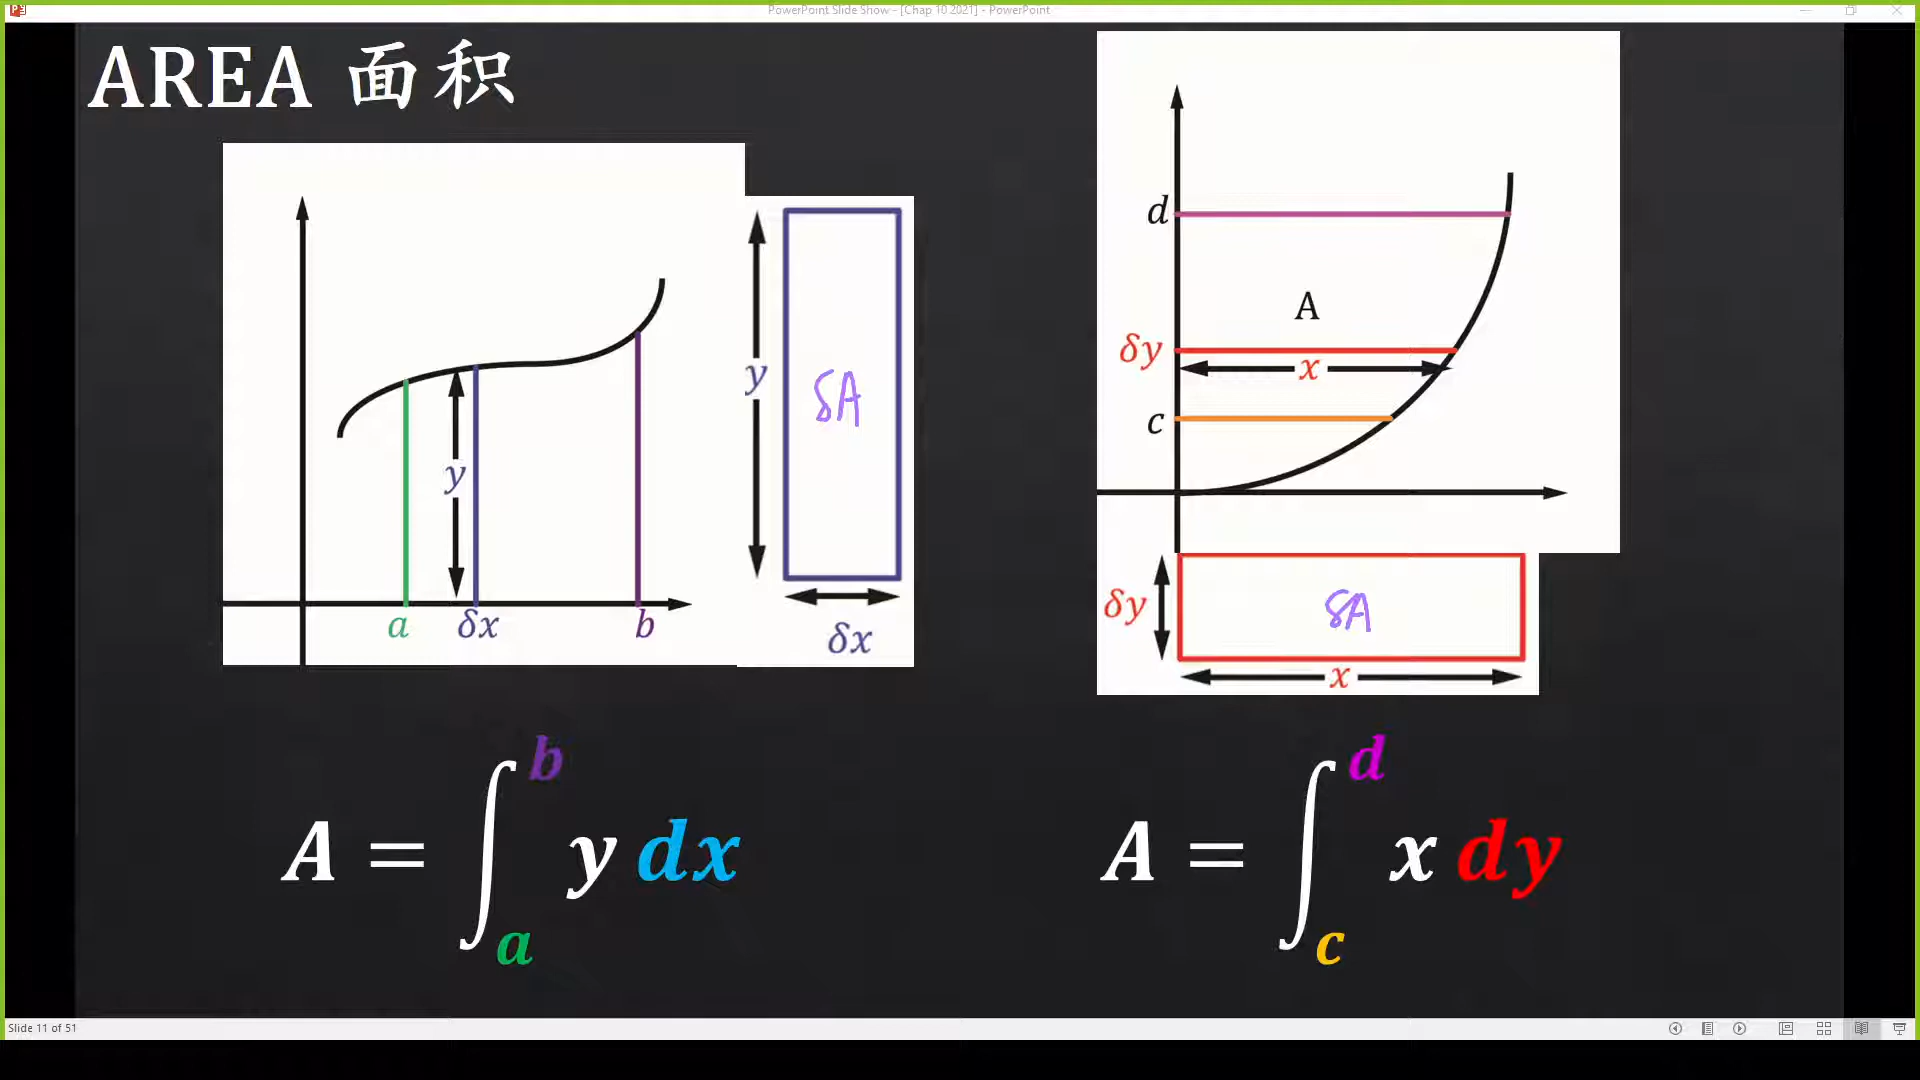 PowerPoint Slide Show - [Chap 10 2021] - PowerPoint
AREA 面积
y
a
δx
b
y
δA
δx
d
A
δy
x
c
δy
δA
x
A = ∫ₐᵇ y dx
A = ∫_c^d x dy
Slide 11 of 51